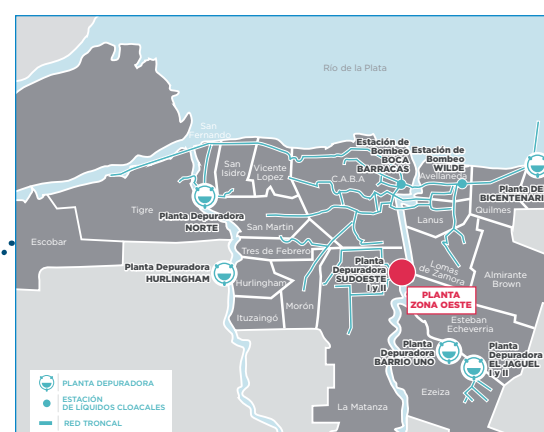 Río de la Plata
San
Fernando
San
Isidro
Vicente
Lopez
C.A.B.A
Estación de
Bombeo
BOCA
BARRACAS
Estación de
Bombeo
WILDE
Avellaneda
Planta DE
BICENTENARI
Quilmes
Lanus
Tigre
Planta Depuradora
NORTE
San Martin
Escobar
Tres de Febrero
Planta Depuradora
HURLINGHAM
Hurlingham
Planta
Depuradora
SUDOESTE
I y II
Lomas
de Zamora
Almirante
Brown
PLANTA
ZONA OESTE
Morón
Ituzaingó
Esteban
Echeverria
Planta
Depuradora
BARRIO UNO
Planta
Depuradora
EL JAGUEL
I y II
Ezeiza
La Matanza
PLANTA DEPURADORA
ESTACIÓN
DE LÍQUIDOS CLOACALES
RED TRONCAL